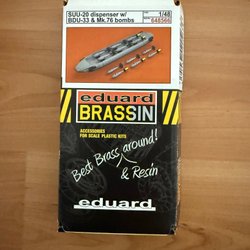 SUU-20 dispenser w/
BDU-33 & Mk.76 bombs
1/48
648566
eduard
BRASSIN
ACCESSORIES
FOR SCALE PLASTIC KITS
Best Brass around!
& Resin
eduard